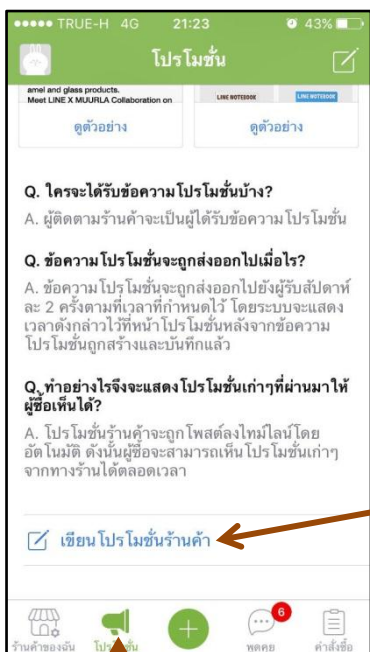 TRUE-H 4G 21:23 43%
โปรโมชั่น
amel and glass products.
Meet LINE X MUURLA Collaboration on
LINE NOTEBOOK
LINE NOTEBOOK
ดูตัวอย่าง
ดูตัวอย่าง
Q. ใครจะได้รับข้อความโปรโมชั่นบ้าง?
A. ผู้ติดตามร้านค้าจะเป็นผู้ได้รับข้อความโปรโมชั่น
Q. ข้อความโปรโมชั่นจะถูกส่งออกไปเมื่อไร?
A. ข้อความโปรโมชั่นจะถูกส่งออกไปยังผู้รับสัปดาห์
ละ 2 ครั้งตามที่เวลาที่กำหนดไว้ โดยระบบจะแสดง
เวลาดังกล่าวไว้ที่หน้าโปรโมชั่นหลังจากข้อความ
โปรโมชั่นถูกสร้างและบันทึกแล้ว
Q. ทำอย่างไรจึงจะแสดงโปรโมชั่นเก่าๆที่ผ่านมาให้
ผู้ซื้อเห็นได้?
A. โปรโมชั่นร้านค้าจะถูกโพสต์ลงไทม์ไลน์โดย
อัตโนมัติ ดังนั้นผู้ซื้อจะสามารถเห็นโปรโมชั่นเก่าๆ
จากทางร้านได้ตลอดเวลา
เขียนโปรโมชั่นร้านค้า
6
ร้านค้าของฉัน โปรโมชั่น พูดคุย คำสั่งซื้อ